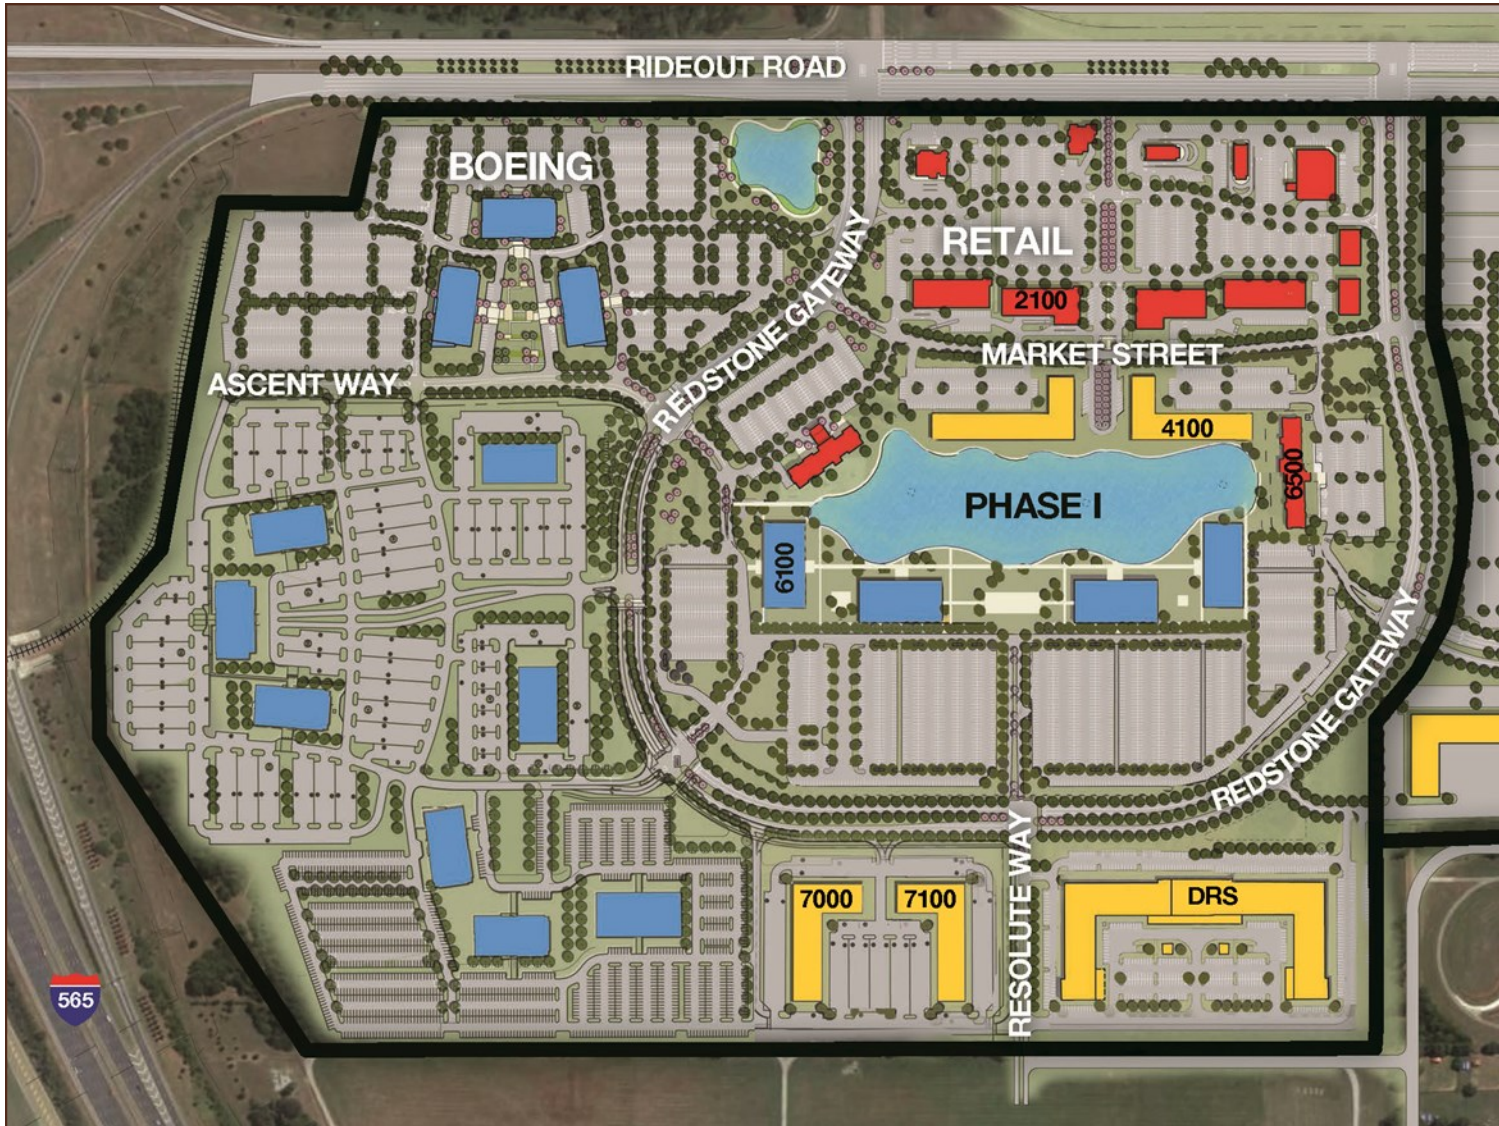 RIDEOUT ROAD
BOEING
REDSTONE GATEWAY
RETAIL
2100
MARKET STREET
ASCENT WAY
4100
6500
PHASE I
6100
REDSTONE GATEWAY
RESOLUTE WAY
7000
7100
DRS
565